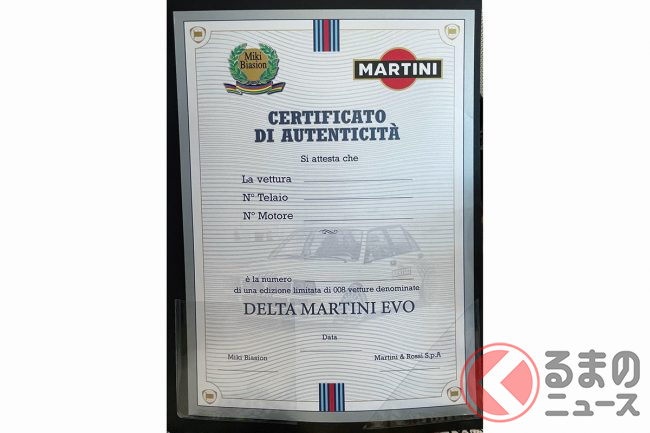 Miki
Biasion
MARTINI
CERTIFICATO
DI AUTENTICITÀ
Si attesta che
La vettura
N° Telaio
N° Motore
è la numero
di una edizione limitata di 008 vetture denominate
DELTA MARTINI EVO
Data
Miki Biasion
Martini & Rossi S.p.A
くるまの
ニュース